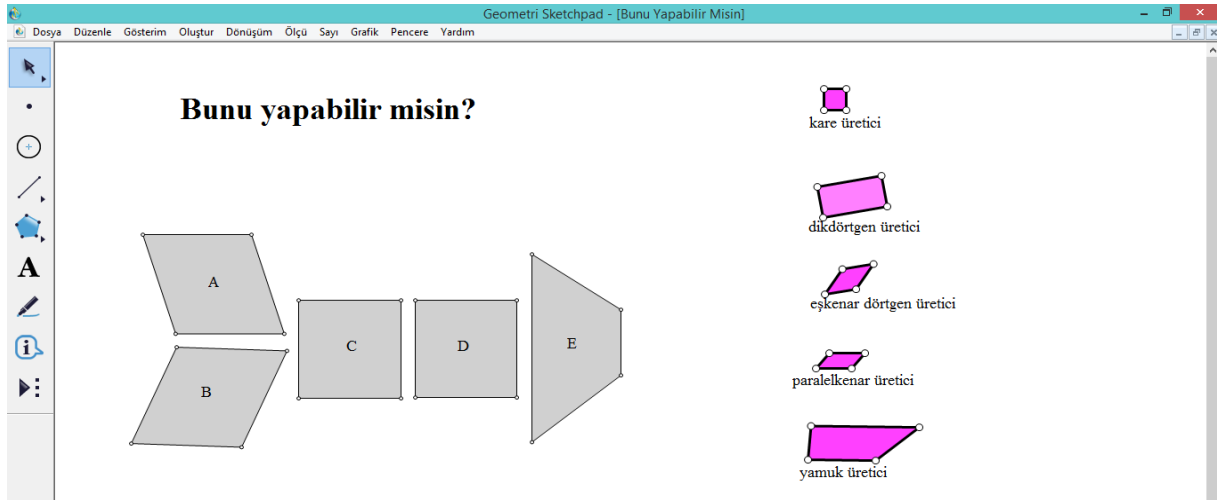 Geometri Sketchpad - [Bunu Yapabilir Misin]
Dosya Düzenle Gösterim Oluştur Dönüşüm Ölçü Sayı Grafik Pencere Yardım
Bunu yapabilir misin?
kare üretici
dikdörtgen üretici
A
eşkenar dörtgen üretici
C
D
E
B
paralelkenar üretici
yamuk üretici
A